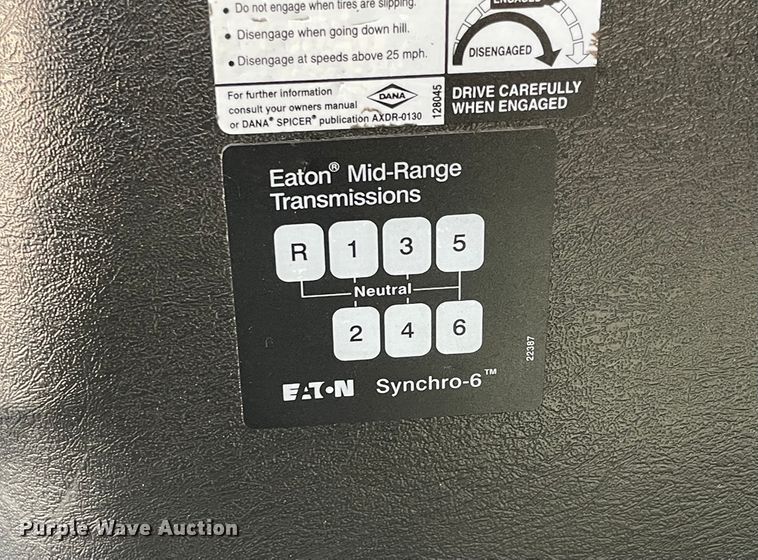 • Do not engage when tires are slipping.
• Disengage when going down hill.
• Disengage at speeds above 25 mph.
For further information
consult your owners manual
or DANA® SPICER® publication AXDR-0130
DANA
128045
ENGAGED
DISENGAGED
DRIVE CAREFULLY
WHEN ENGAGED
Eaton® Mid-Range
Transmissions
R 1 3 5
Neutral
2 4 6
22387
EATON Synchro-6™
Purple Wave Auction